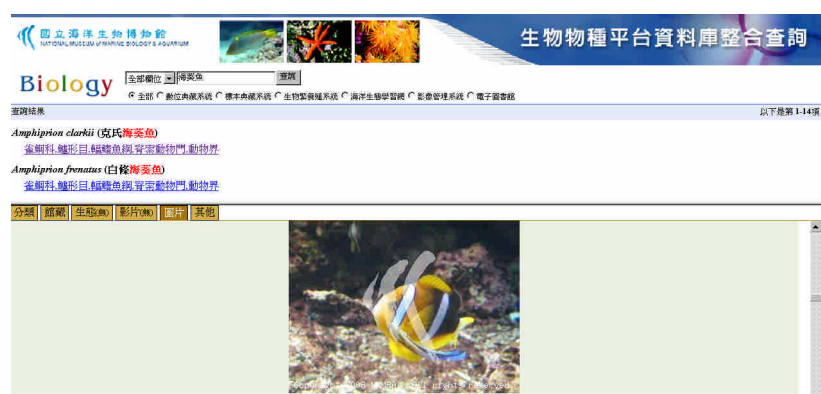 國立海洋生物博物館
NATIONAL MUSEUM of MARINE BIOLOGY & AQUARIUM
生物物種平台資料庫整合查詢
Biology
全部欄位 海葵魚 查詢
全部 數位典藏系統 標本典藏系統 生物繁養殖系統 海洋生態學習網 影像管理系統 電子圖書館
查詢結果 以下是第 1-14項
Amphiprion clarkii (克氏海葵魚)
雀鯛科.鱸形目.輻鰭魚綱.脊索動物門.動物界
Amphiprion frenatus (白條海葵魚)
雀鯛科.鱸形目.輻鰭魚綱.脊索動物門.動物界
分類 館藏 生態(無) 影片(無) 圖片 其他
All rights reserved